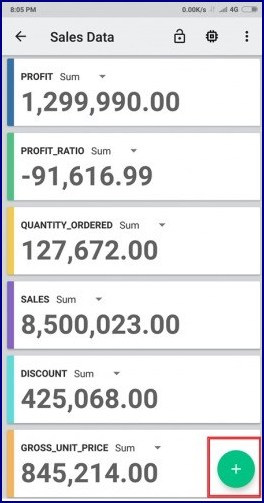 8:05 PM 0.00K/s 4G
Sales Data
PROFIT Sum
1,299,990.00
PROFIT_RATIO Sum
-91,616.99
QUANTITY_ORDERED Sum
127,672.00
SALES Sum
8,500,023.00
DISCOUNT Sum
425,068.00
GROSS_UNIT_PRICE Sum
845,214.00
+